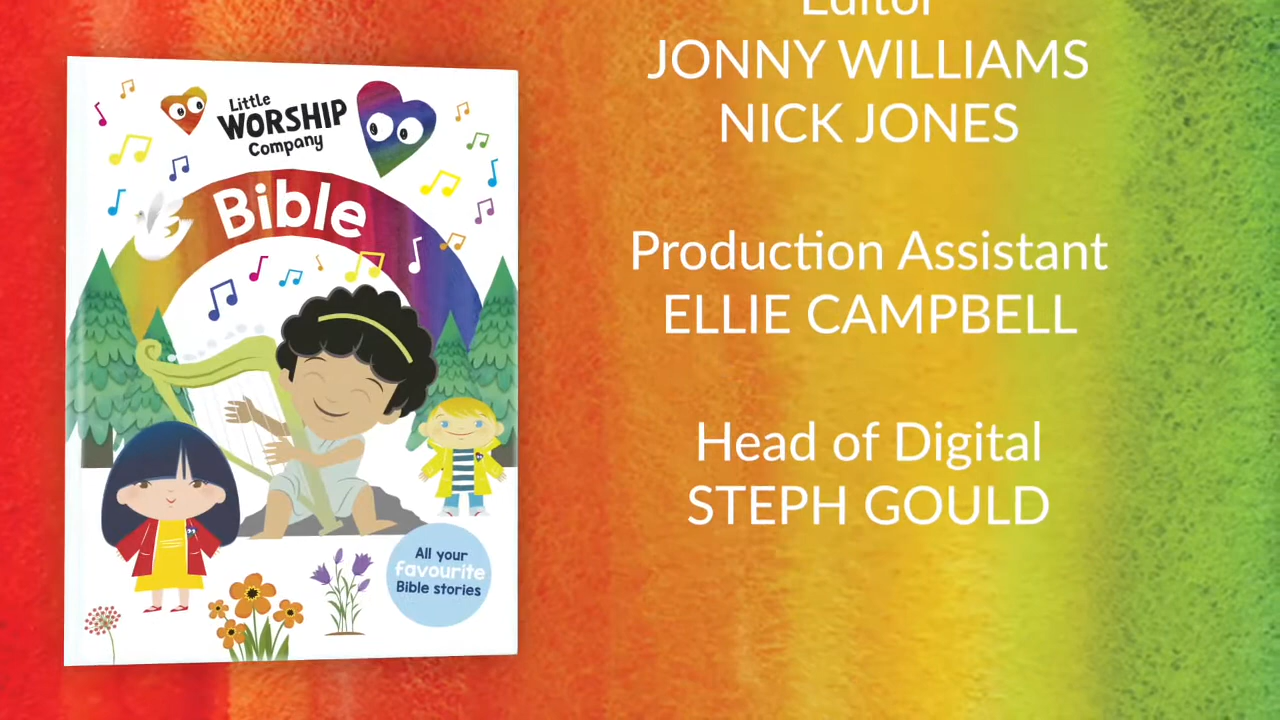 Little
WORSHIP
Company
Bible
All your
favourite
Bible stories
Editor
JONNY WILLIAMS
NICK JONES
Production Assistant
ELLIE CAMPBELL
Head of Digital
STEPH GOULD